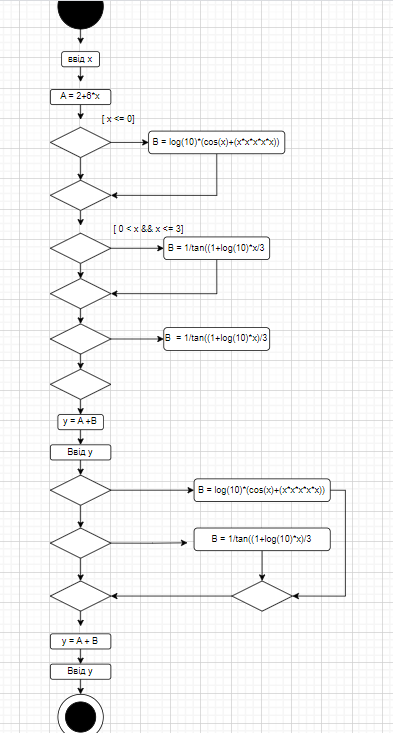 ввід х
A = 2+6*x
[ x <= 0]
B = log(10)*(cos(x)+(x*x*x*x*x))
[ 0 < x && x <= 3]
B = 1/tan((1+log(10)*x/3
B = 1/tan((1+log(10)*x)/3
y = A +B
Ввід y
B = log(10)*(cos(x)+(x*x*x*x*x))
B = 1/tan((1+log(10)*x)/3
y = A + B
Ввід y